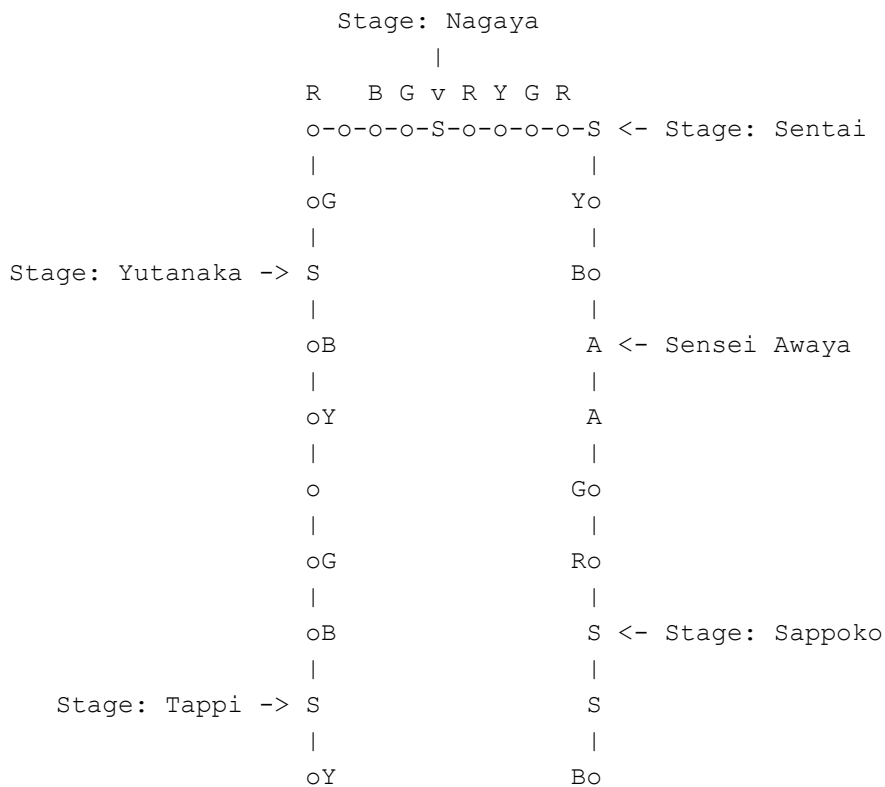 Stage: Nagaya
|
R   B G v R Y G R
o-o-o-o-S-o-o-o-o-S <- Stage: Sentai
|                 |
oG               Yo
|                 |
Stage: Yutanaka -> S                Bo
|                 |
oB                A <- Sensei Awaya
|                 |
oY                A
|                 |
o                Go
|                 |
oG               Ro
|                 |
oB                S <- Stage: Sappoko
|                 |
Stage: Tappi -> S                 S
|                 |
oY               Bo